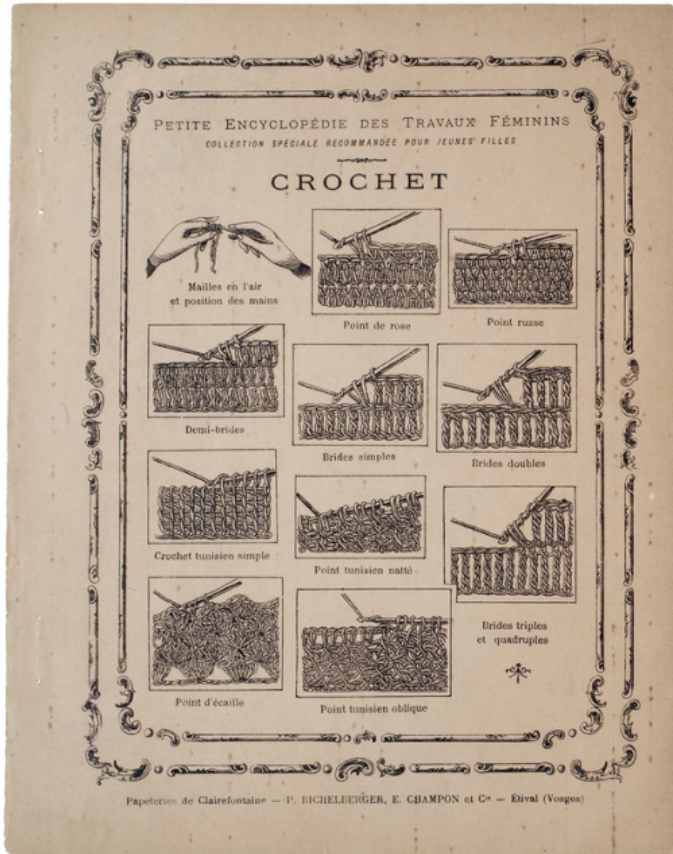 PETITE ENCYCLOPÉDIE DES TRAVAUX FÉMININS
COLLECTION SPÉCIALE RECOMMANDÉE POUR JEUNES FILLES
CROCHET
Mailles en l'air
et position des mains
Point de rose
Point russe
Demi-brides
Brides simples
Brides doubles
Crochet tunisien simple
Point tunisien natté
Brides triples
et quadruples
Point d'écaille
Point tunisien oblique
Papeteries de Clairefontaine — P. BICHELBERGER, E. CHAMPON et Cie — Étival (Vosges)